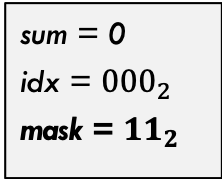 sum = 0
idx = 000₂
mask = 11₂